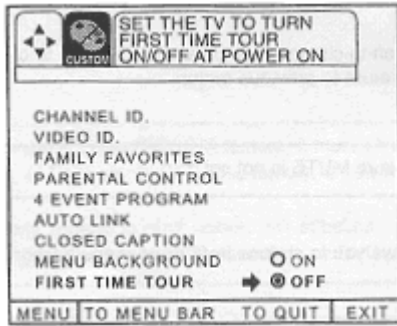 SET THE TV TO TURN
FIRST TIME TOUR
ON/OFF AT POWER ON
CUSTOM
CHANNEL ID.
VIDEO ID.
FAMILY FAVORITES
PARENTAL CONTROL
4 EVENT PROGRAM
AUTO LINK
CLOSED CAPTION
MENU BACKGROUND ON
FIRST TIME TOUR OFF
MENU TO MENU BAR TO QUIT EXIT